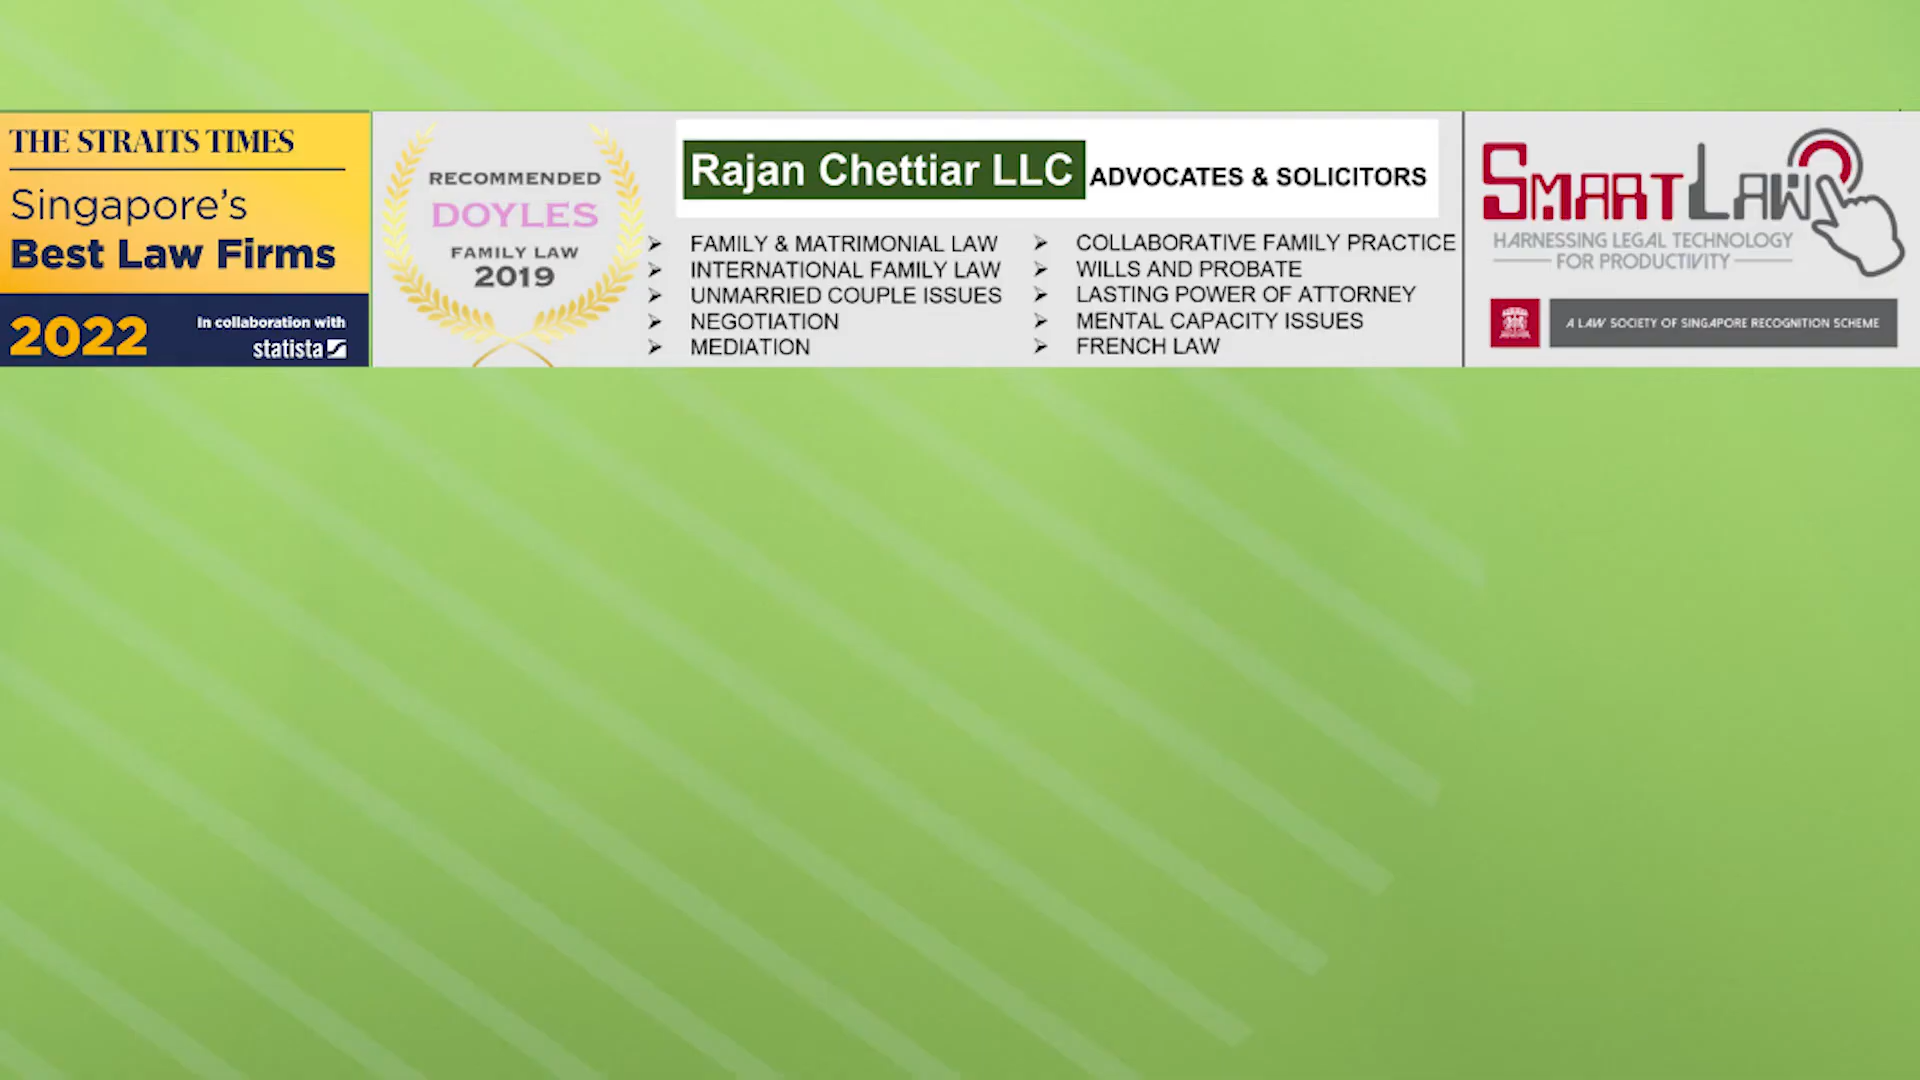 THE STRAITS TIMES
Singapore's
Best Law Firms
2022
In collaboration with
statista
RECOMMENDED
DOYLES
FAMILY LAW
2019
Rajan Chettiar LLC ADVOCATES & SOLICITORS
FAMILY & MATRIMONIAL LAW
INTERNATIONAL FAMILY LAW
UNMARRIED COUPLE ISSUES
NEGOTIATION
MEDIATION
COLLABORATIVE FAMILY PRACTICE
WILLS AND PROBATE
LASTING POWER OF ATTORNEY
MENTAL CAPACITY ISSUES
FRENCH LAW
SMARTLAW
HARNESSING LEGAL TECHNOLOGY
FOR PRODUCTIVITY
A LAW SOCIETY OF SINGAPORE RECOGNITION SCHEME